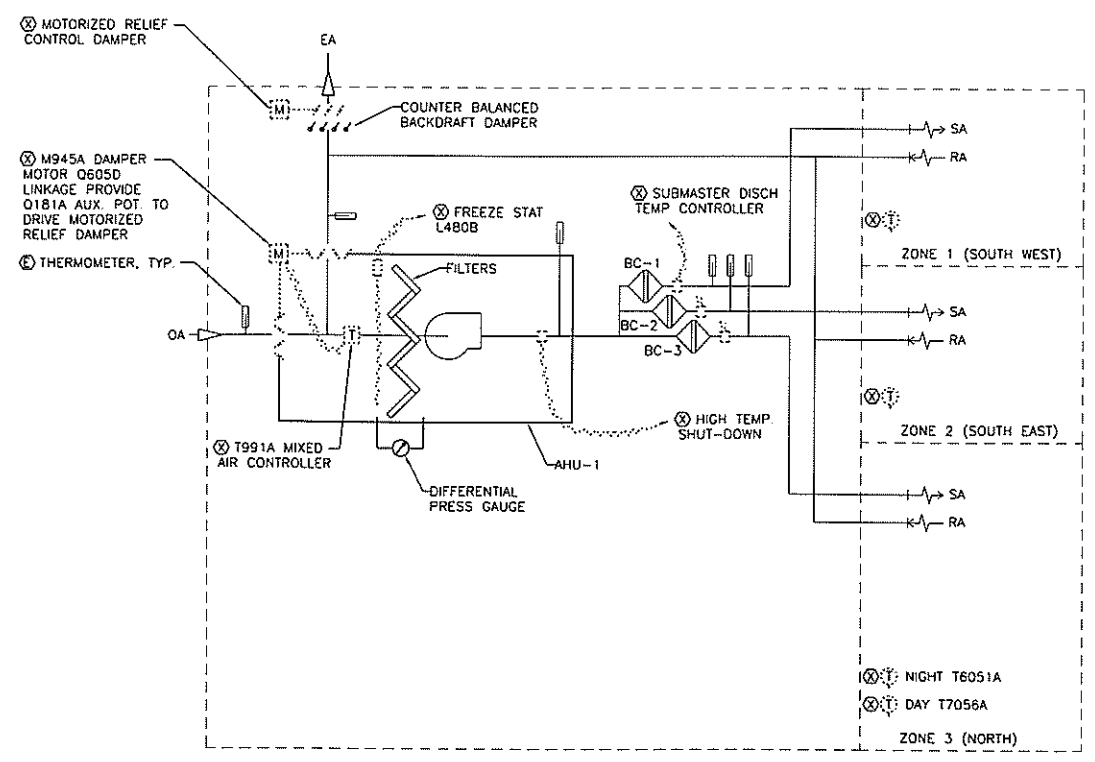 Ⓧ MOTORIZED RELIEF
CONTROL DAMPER
EA
M
COUNTER BALANCED
BACKDRAFT DAMPER
Ⓧ M945A DAMPER
MOTOR Q605D
LINKAGE PROVIDE
Q181A AUX. POT. TO
DRIVE MOTORIZED
RELIEF DAMPER
M
Ⓔ THERMOMETER, TYP.
OA
T
Ⓧ FREEZE STAT
L480B
FILTERS
Ⓧ SUBMASTER DISCH
TEMP CONTROLLER
BC-1
BC-2
BC-3
Ⓧ HIGH TEMP.
SHUT-DOWN
Ⓧ T991A MIXED
AIR CONTROLLER
AHU-1
DIFFERENTIAL
PRESS GAUGE
SA
RA
Ⓧ T
ZONE 1 (SOUTH WEST)
SA
RA
Ⓧ T
ZONE 2 (SOUTH EAST)
SA
RA
Ⓧ T NIGHT T6051A
Ⓧ T DAY T7056A
ZONE 3 (NORTH)